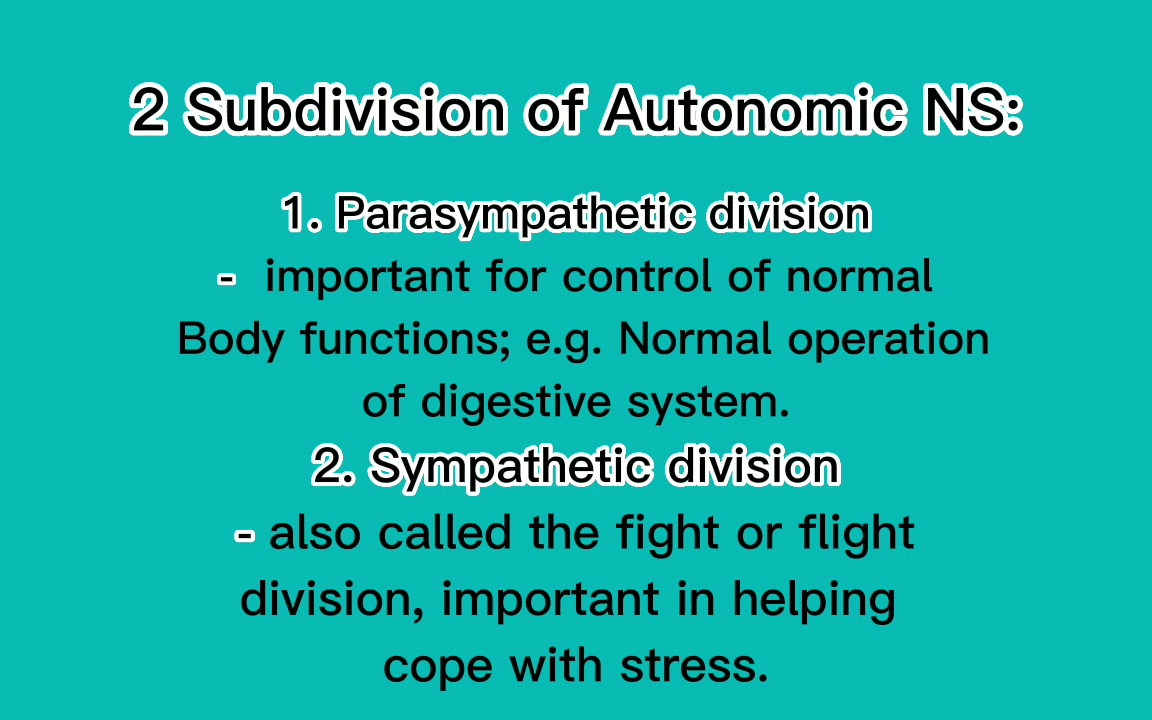 2 Subdivision of Autonomic NS:
1. Parasympathetic division
- important for control of normal
Body functions; e.g. Normal operation
of digestive system.
2. Sympathetic division
- also called the fight or flight
division, important in helping
cope with stress.